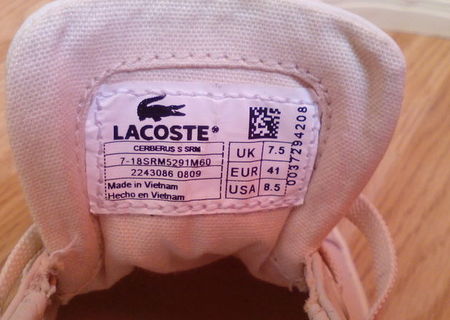 LACOSTE®
CERBERUS S SRM
7-18SRM5291M60
2243086 0809
Made in Vietnam
Hecho en Vietnam
UK 7.5
EUR 41
USA 8.5
0037294208